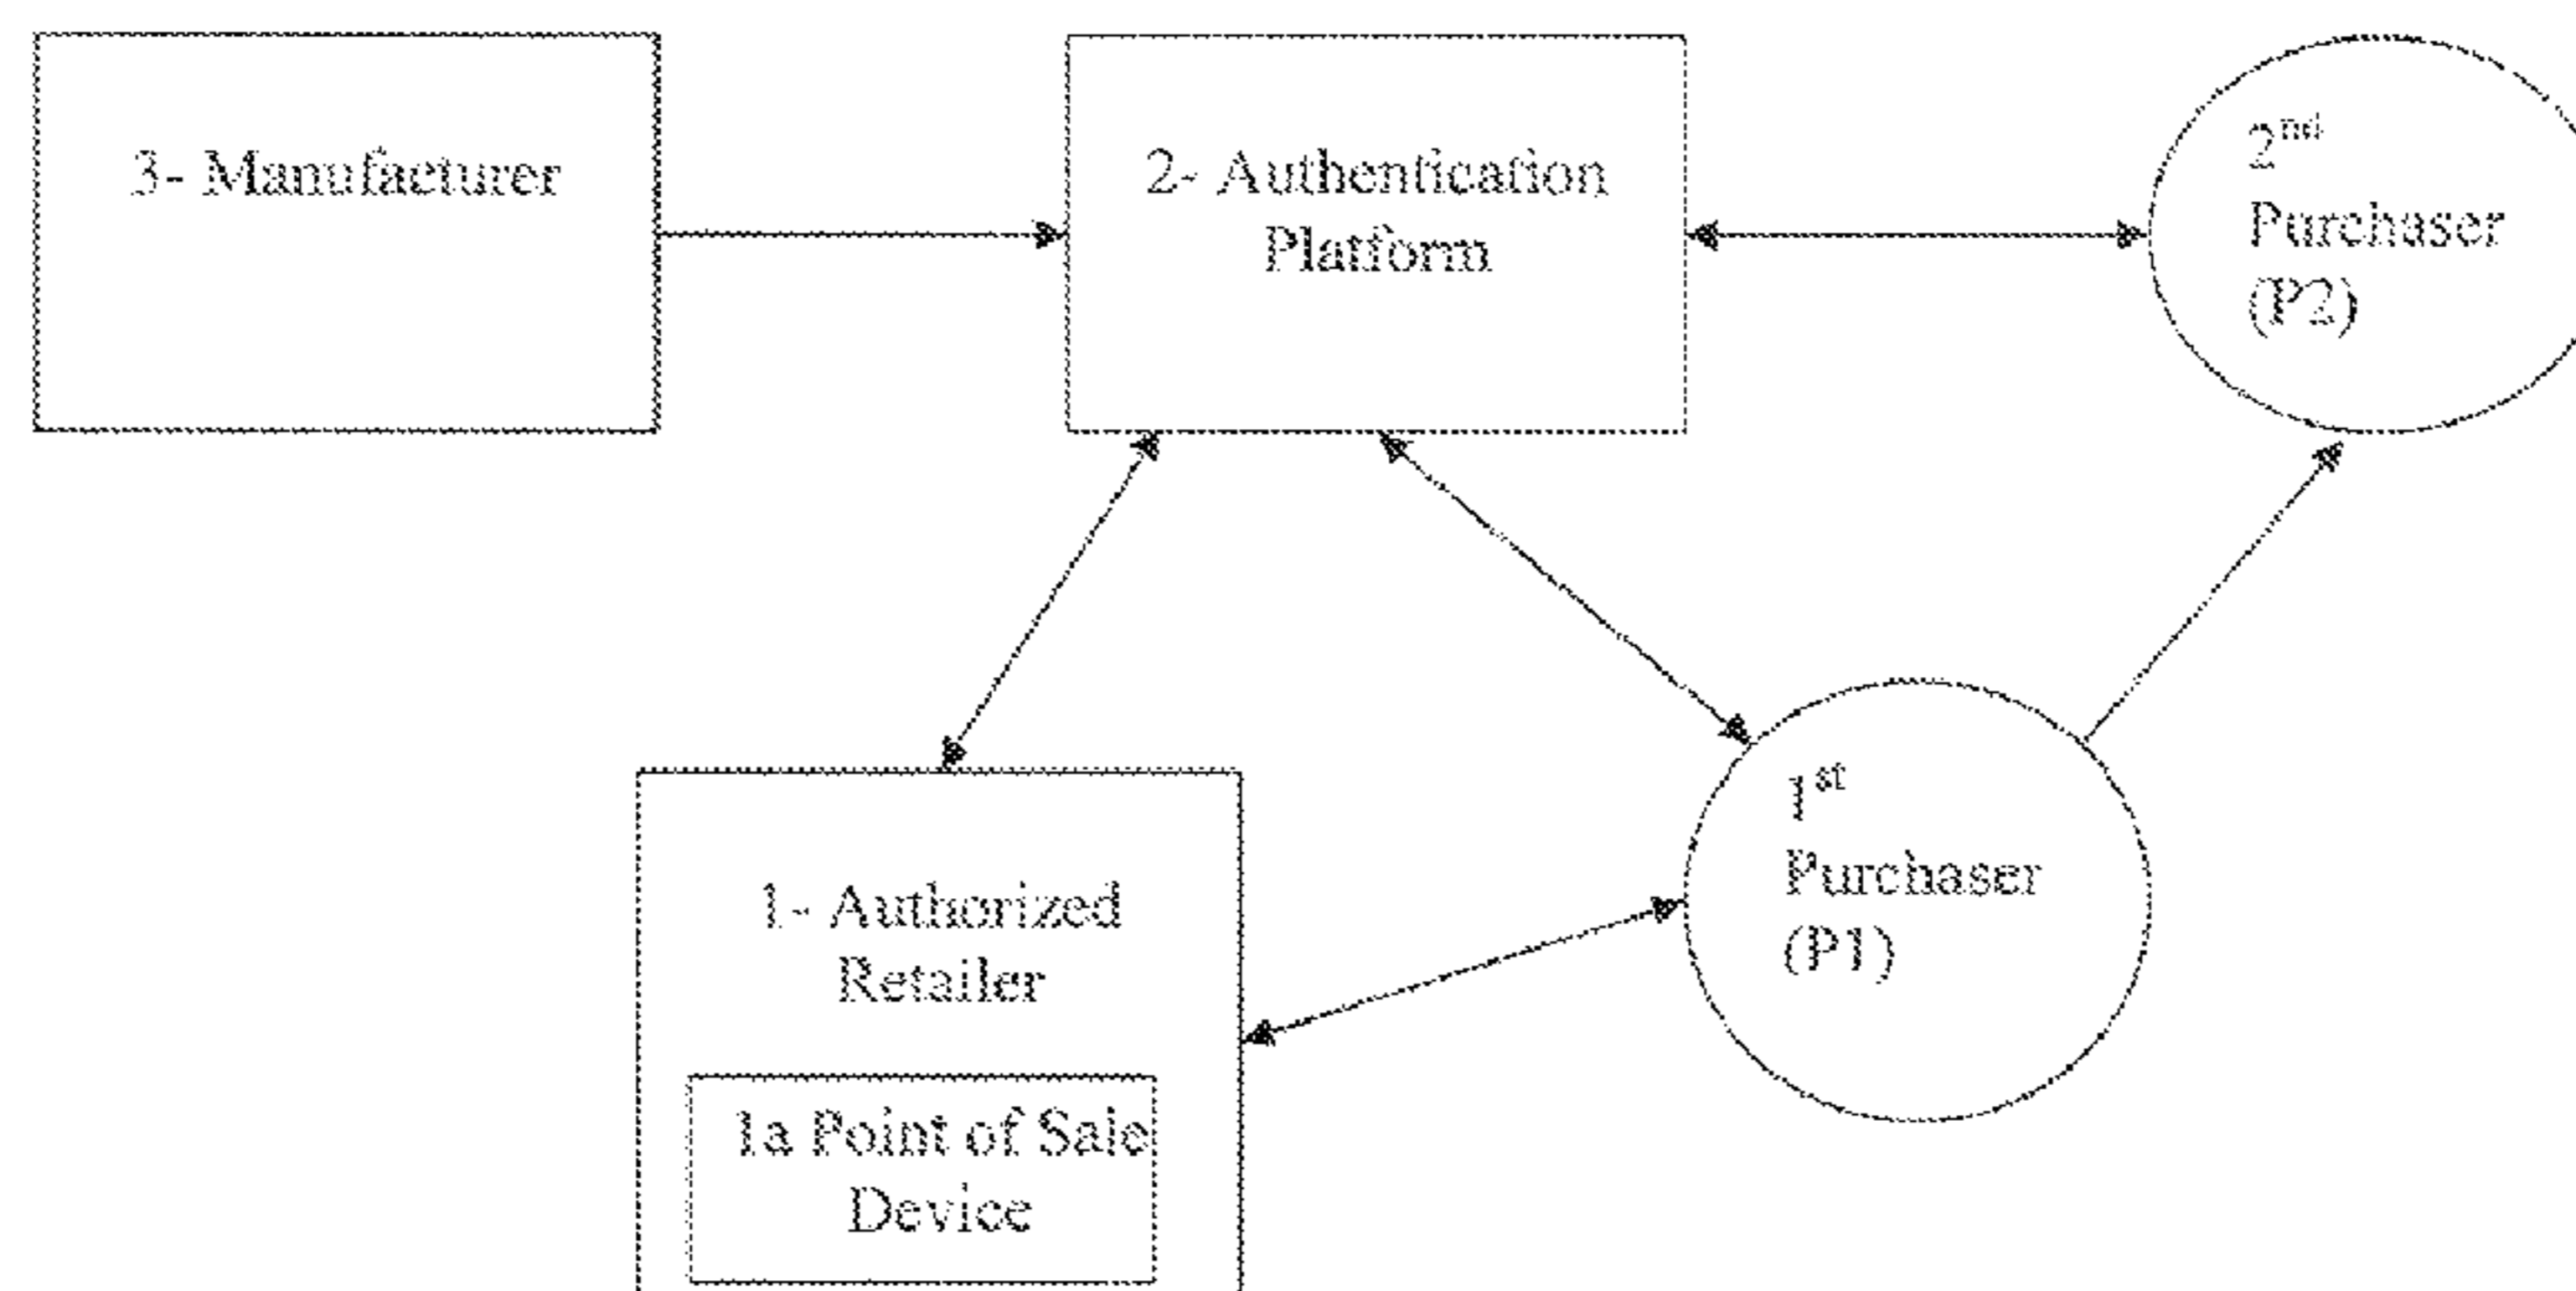 3- Manufacturer
2- Authentication
Platform
2nd
Purchaser
(P2)
1st
Purchaser
(P1)
1- Authorized
Retailer
1a Point of Sale
Device